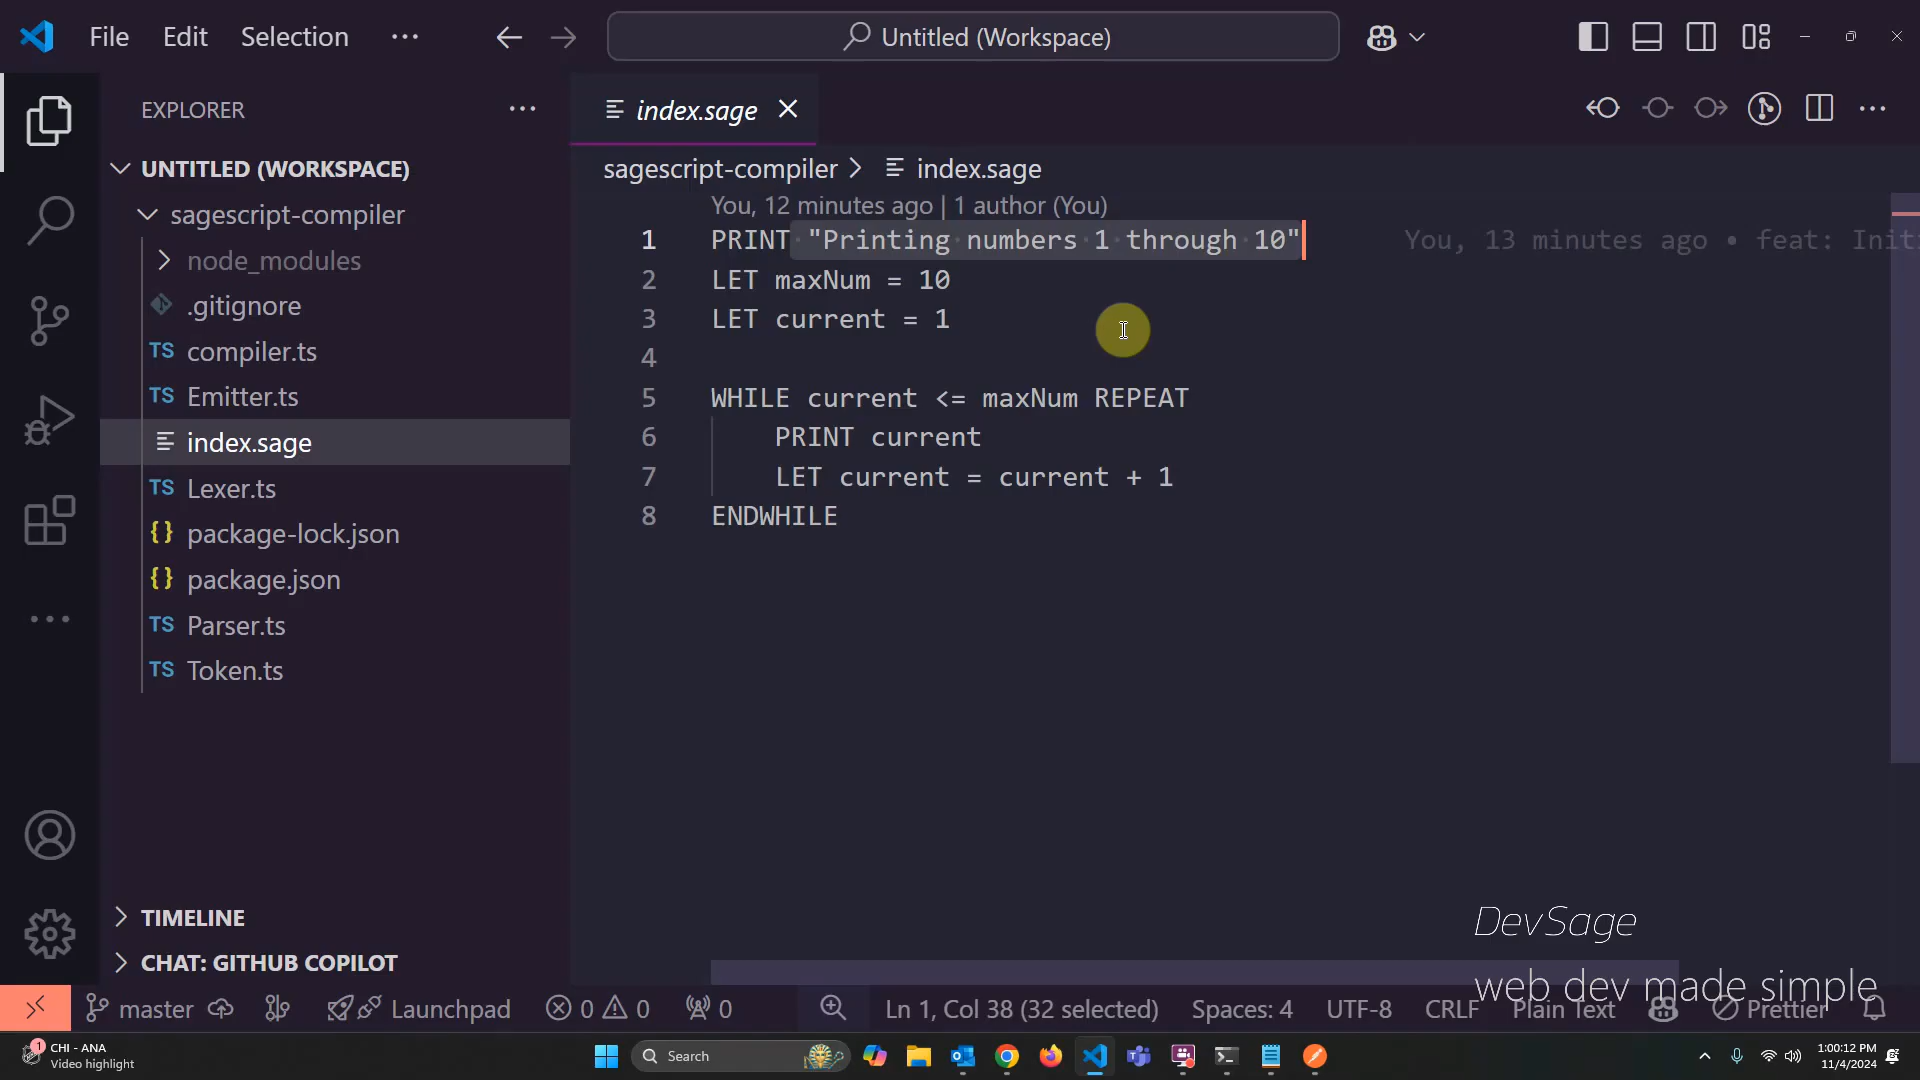 File Edit Selection ··· Untitled (Workspace)
EXPLORER ···
index.sage
UNTITLED (WORKSPACE)
sagescript-compiler > index.sage
sagescript-compiler
You, 12 minutes ago | 1 author (You)
1 PRINT "Printing numbers 1 through 10" You, 13 minutes ago • feat: Init
node_modules
2 LET maxNum = 10
.gitignore
3 LET current = 1
TS compiler.ts
4
TS Emitter.ts
5 WHILE current <= maxNum REPEAT
index.sage
6 PRINT current
TS Lexer.ts
7 LET current = current + 1
{} package-lock.json
8 ENDWHILE
{} package.json
TS Parser.ts
TS Token.ts
TIMELINE
CHAT: GITHUB COPILOT
DevSage
web dev made simple
master Launchpad 0 0 0 Ln 1, Col 38 (32 selected) Spaces: 4 UTF-8 CRLF Plain Text Prettier
1 CHI - ANA
Video highlight
Search
1:00:12 PM
11/4/2024